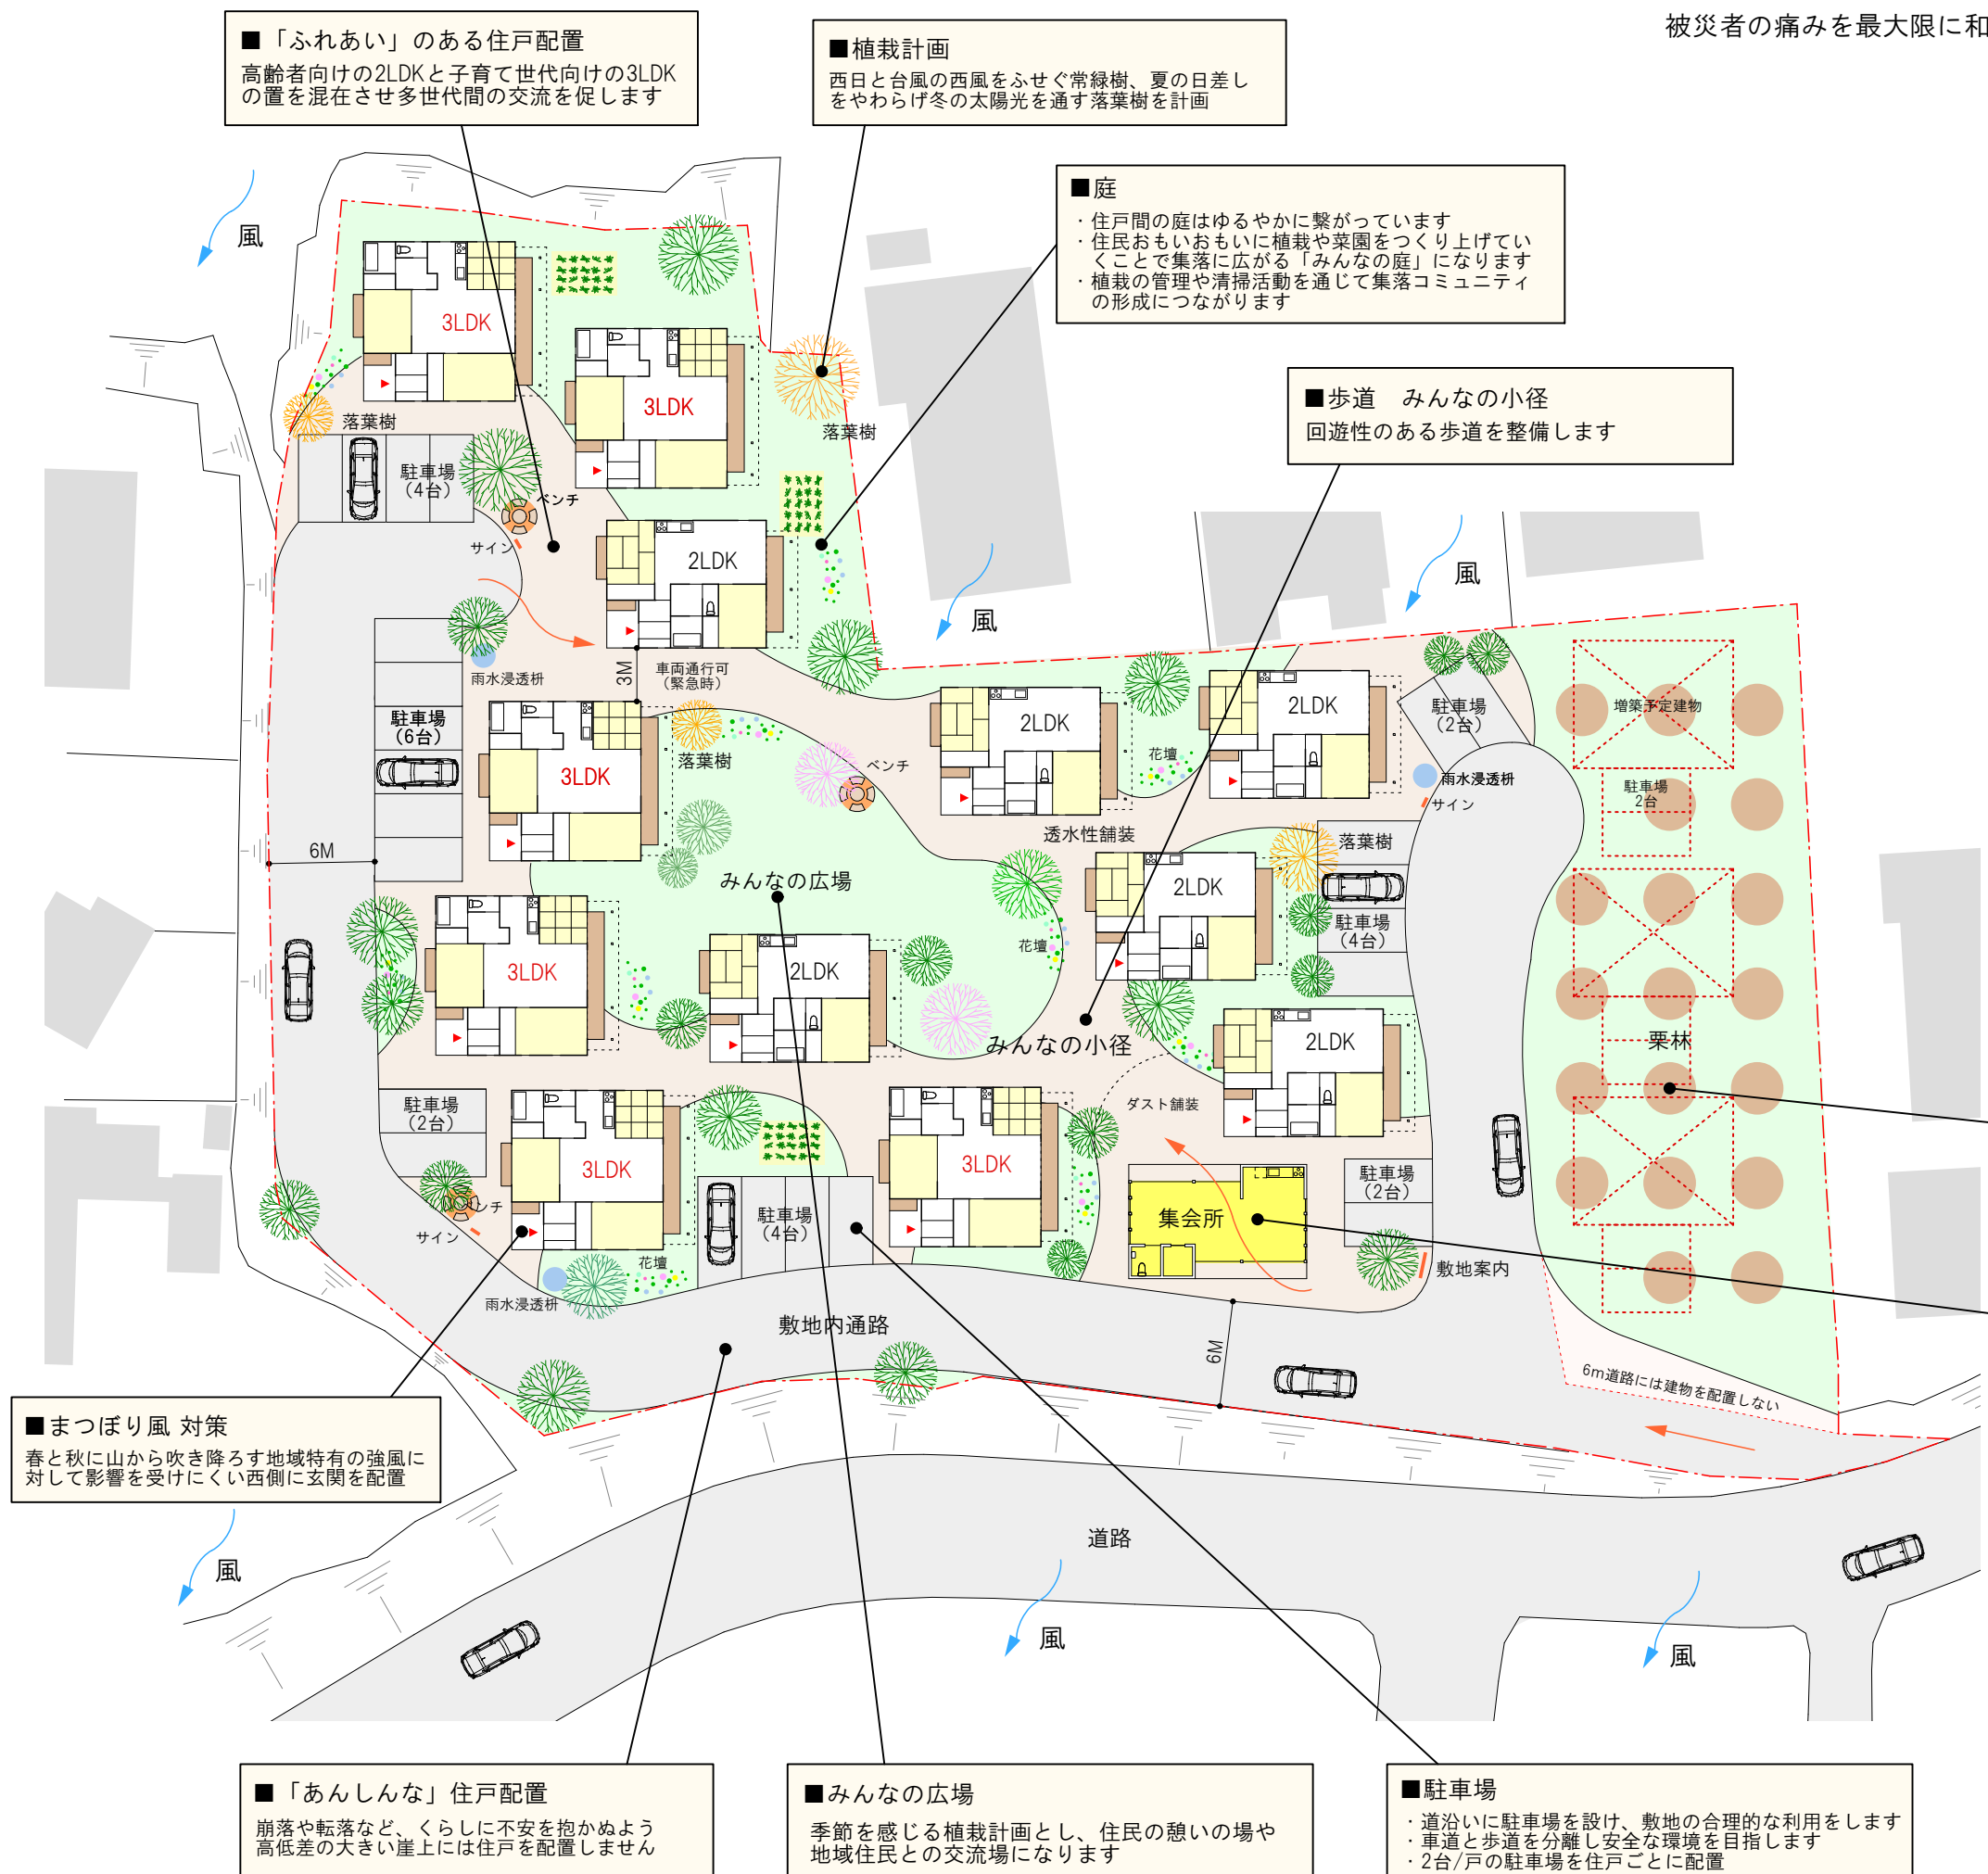 被災者の痛みを最大限に和
■「ふれあい」のある住戸配置
高齢者向けの2LDKと子育て世代向けの3LDK
の置を混在させ多世代間の交流を促します
■植栽計画
西日と台風の西風をふせぐ常緑樹、夏の日差し
をやわらげ冬の太陽光を通す落葉樹を計画
■庭
・住戸間の庭はゆるやかに繋がっています
・住民おもいおもいに植栽や菜園をつくり上げてい
くことで集落に広がる「みんなの庭」になります
・植栽の管理や清掃活動を通じて集落コミュニティ
の形成につながります
■歩道　みんなの小径
回遊性のある歩道を整備します
風
3LDK
3LDK
落葉樹
落葉樹
駐車場
(4台)
ベンチ
サイン
2LDK
風
風
雨水浸透枡
3M
車両通行可
(緊急時)
駐車場
(6台)
3LDK
落葉樹
ベンチ
2LDK
花壇
2LDK
駐車場
(2台)
雨水浸透枡
サイン
増築予定建物
駐車場
2台
透水性舗装
落葉樹
6M
みんなの広場
2LDK
駐車場
(4台)
3LDK
2LDK
花壇
みんなの小径
2LDK
栗林
駐車場
(2台)
ダスト舗装
3LDK
3LDK
駐車場
(2台)
ベンチ
サイン
駐車場
(4台)
集会所
花壇
雨水浸透枡
敷地案内
敷地内通路
6M
6m道路には建物を配置しない
■まつぼり風 対策
春と秋に山から吹き降ろす地域特有の強風に
対して影響を受けにくい西側に玄関を配置
道路
風
風
風
■「あんしんな」住戸配置
崩落や転落など、くらしに不安を抱かぬよう
高低差の大きい崖上には住戸を配置しません
■みんなの広場
季節を感じる植栽計画とし、住民の憩いの場や
地域住民との交流場になります
■駐車場
・道沿いに駐車場を設け、敷地の合理的な利用をします
・車道と歩道を分離し安全な環境を目指します
・2台/戸の駐車場を住戸ごとに配置